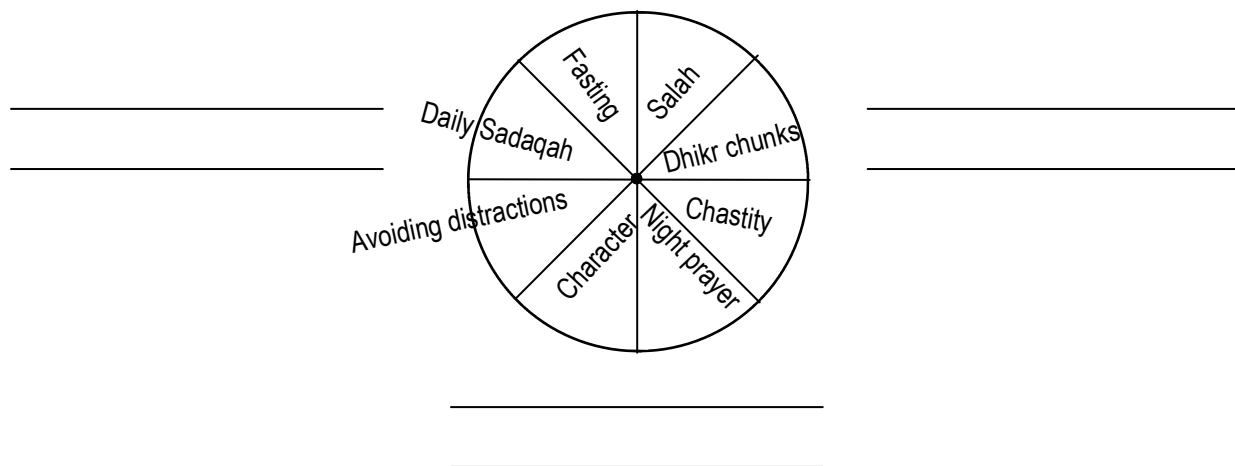 Fasting
Salah
Daily Sadaqah
Dhikr chunks
Avoiding distractions
Chastity
Character
Night prayer